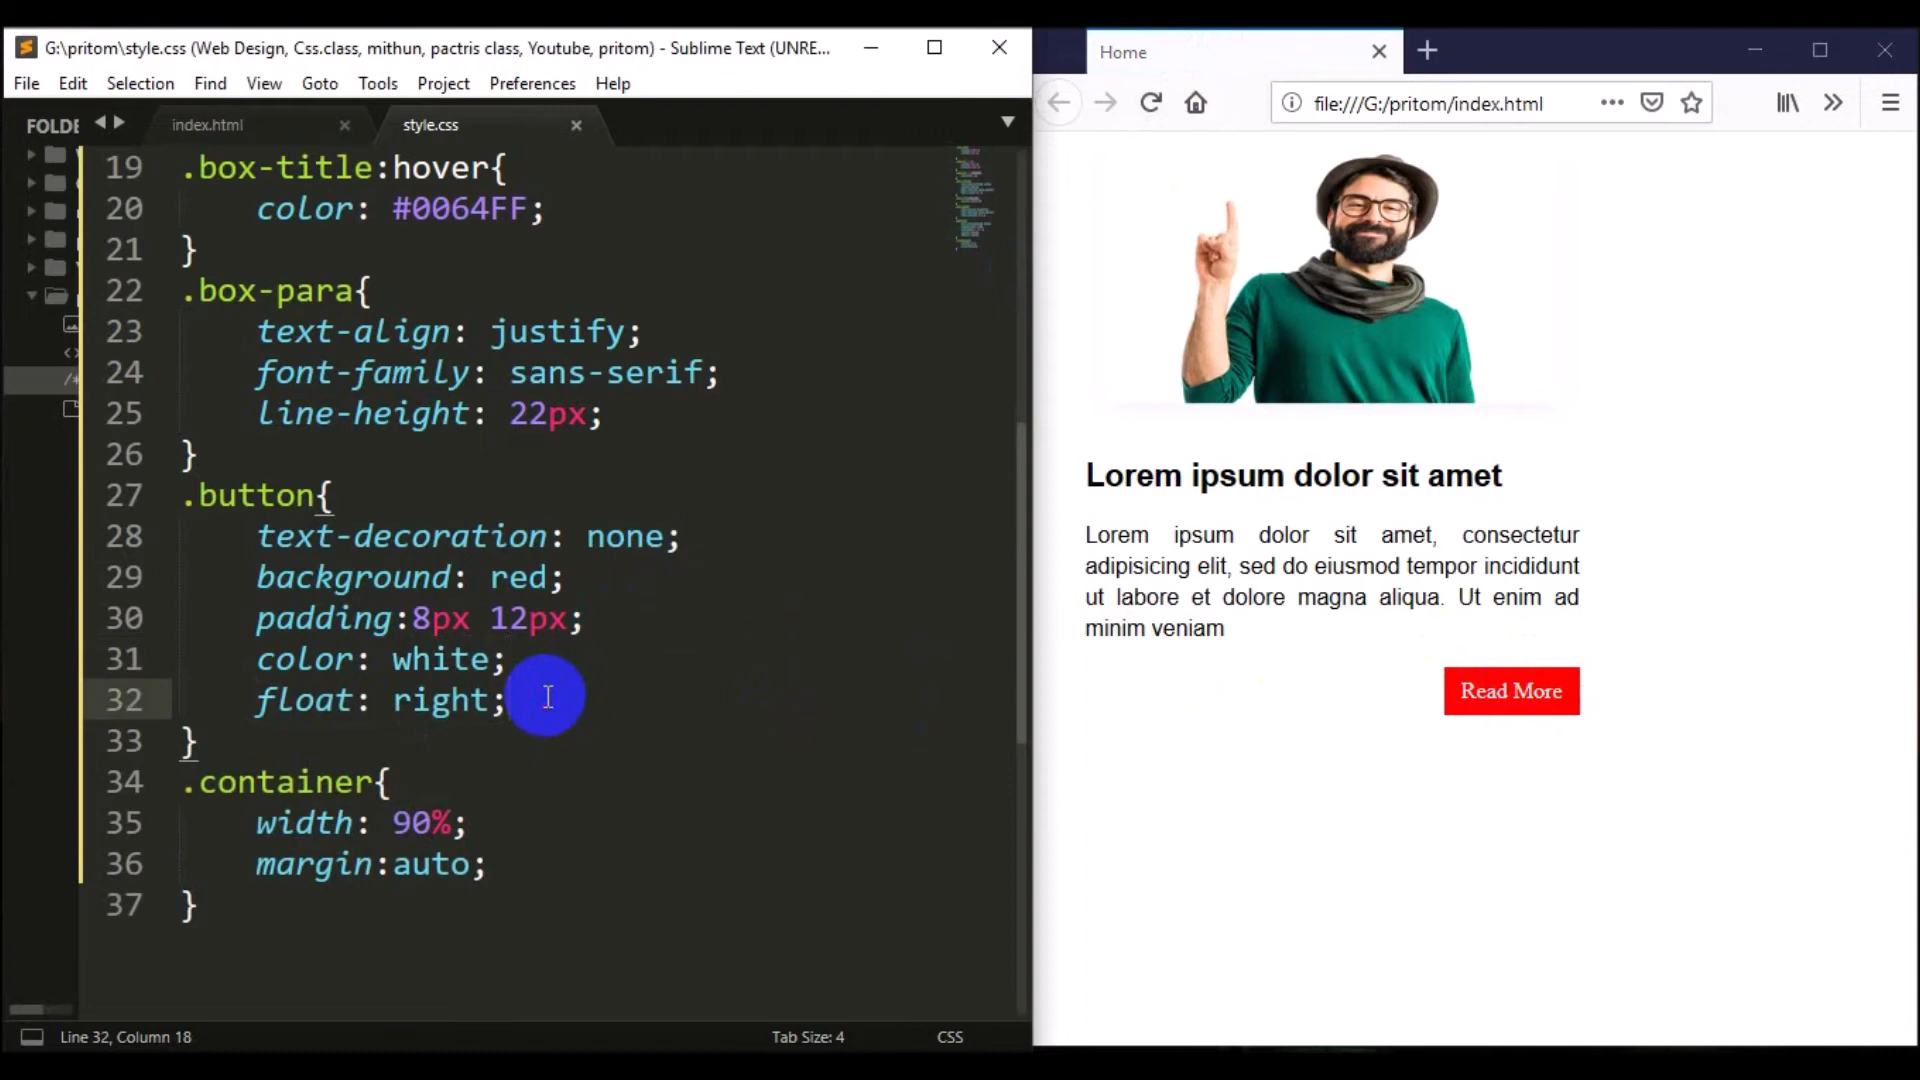 G:\pritom\style.css (Web Design, Css.class, mithun, pactris class, Youtube, pritom) - Sublime Text (UNRE...
File Edit Selection Find View Goto Tools Project Preferences Help
FOLDE
index.html
style.css
19 .box-title:hover{
20 color: #0064FF;
21 }
22 .box-para{
23 text-align: justify;
24 font-family: sans-serif;
25 line-height: 22px;
26 }
27 .button{
28 text-decoration: none;
29 background: red;
30 padding:8px 12px;
31 color: white;
32 float: right;
33 }
34 .container{
35 width: 90%;
36 margin:auto;
37 }
Line 32, Column 18
Tab Size: 4
CSS
Home
file:///G:/pritom/index.html
Lorem ipsum dolor sit amet
Lorem ipsum dolor sit amet, consectetur
adipisicing elit, sed do eiusmod tempor incididunt
ut labore et dolore magna aliqua. Ut enim ad
minim veniam
Read More